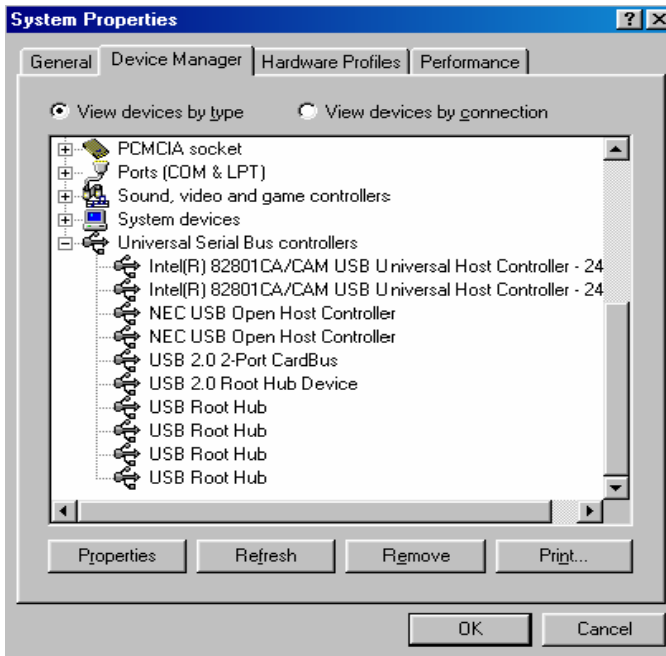 System Properties
General Device Manager Hardware Profiles Performance
View devices by type View devices by connection
PCMCIA socket
Ports (COM & LPT)
Sound, video and game controllers
System devices
Universal Serial Bus controllers
Intel(R) 82801CA/CAM USB Universal Host Controller - 24
Intel(R) 82801CA/CAM USB Universal Host Controller - 24
NEC USB Open Host Controller
NEC USB Open Host Controller
USB 2.0 2-Port CardBus
USB 2.0 Root Hub Device
USB Root Hub
USB Root Hub
USB Root Hub
USB Root Hub
Properties Refresh Remove Print...
OK Cancel